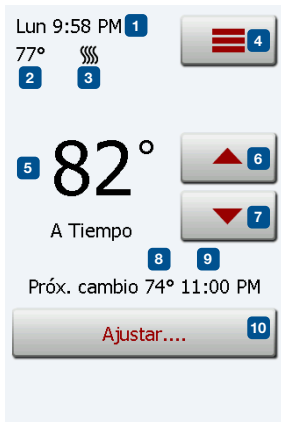 Lun 9:58 PM 1
4
77°
2 3
5 82° 6
7
A Tiempo
8 9
Próx. cambio 74° 11:00 PM
Ajustar.... 10